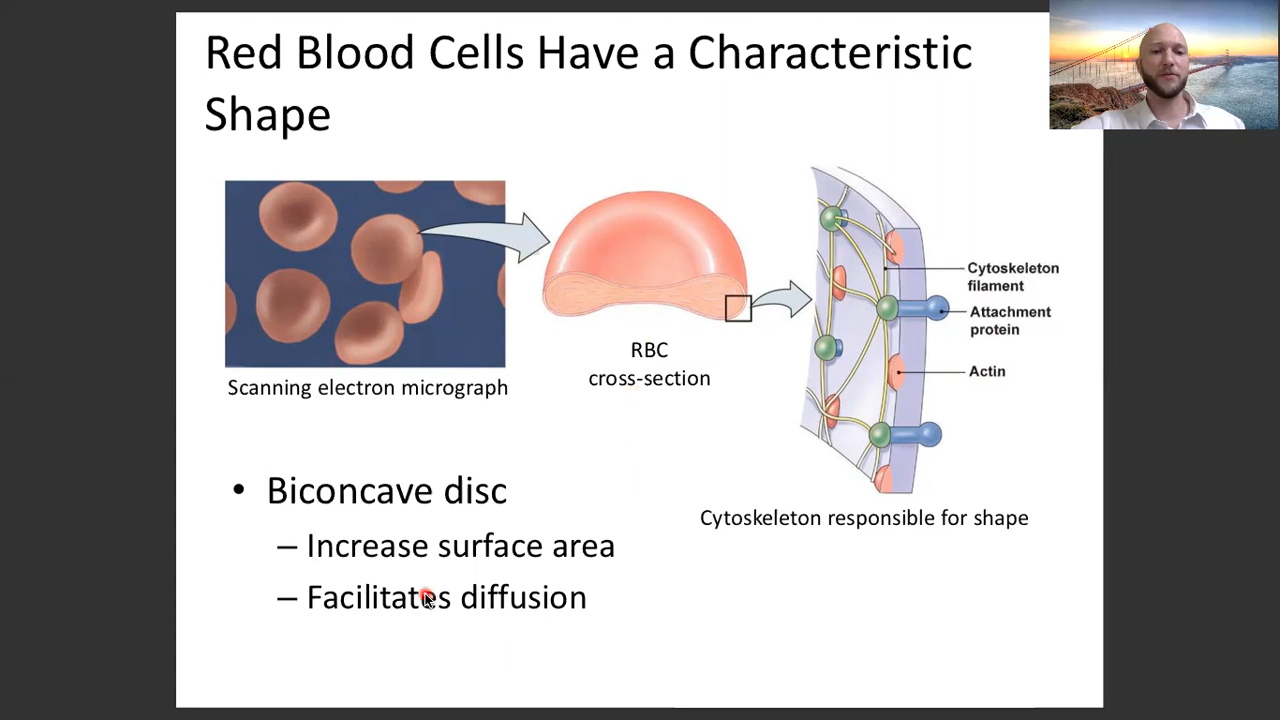 Red Blood Cells Have a Characteristic
Shape
Cytoskeleton
filament
Attachment
protein
Actin
RBC
cross-section
Scanning electron micrograph
• Biconcave disc
– Increase surface area
– Facilitates diffusion
Cytoskeleton responsible for shape